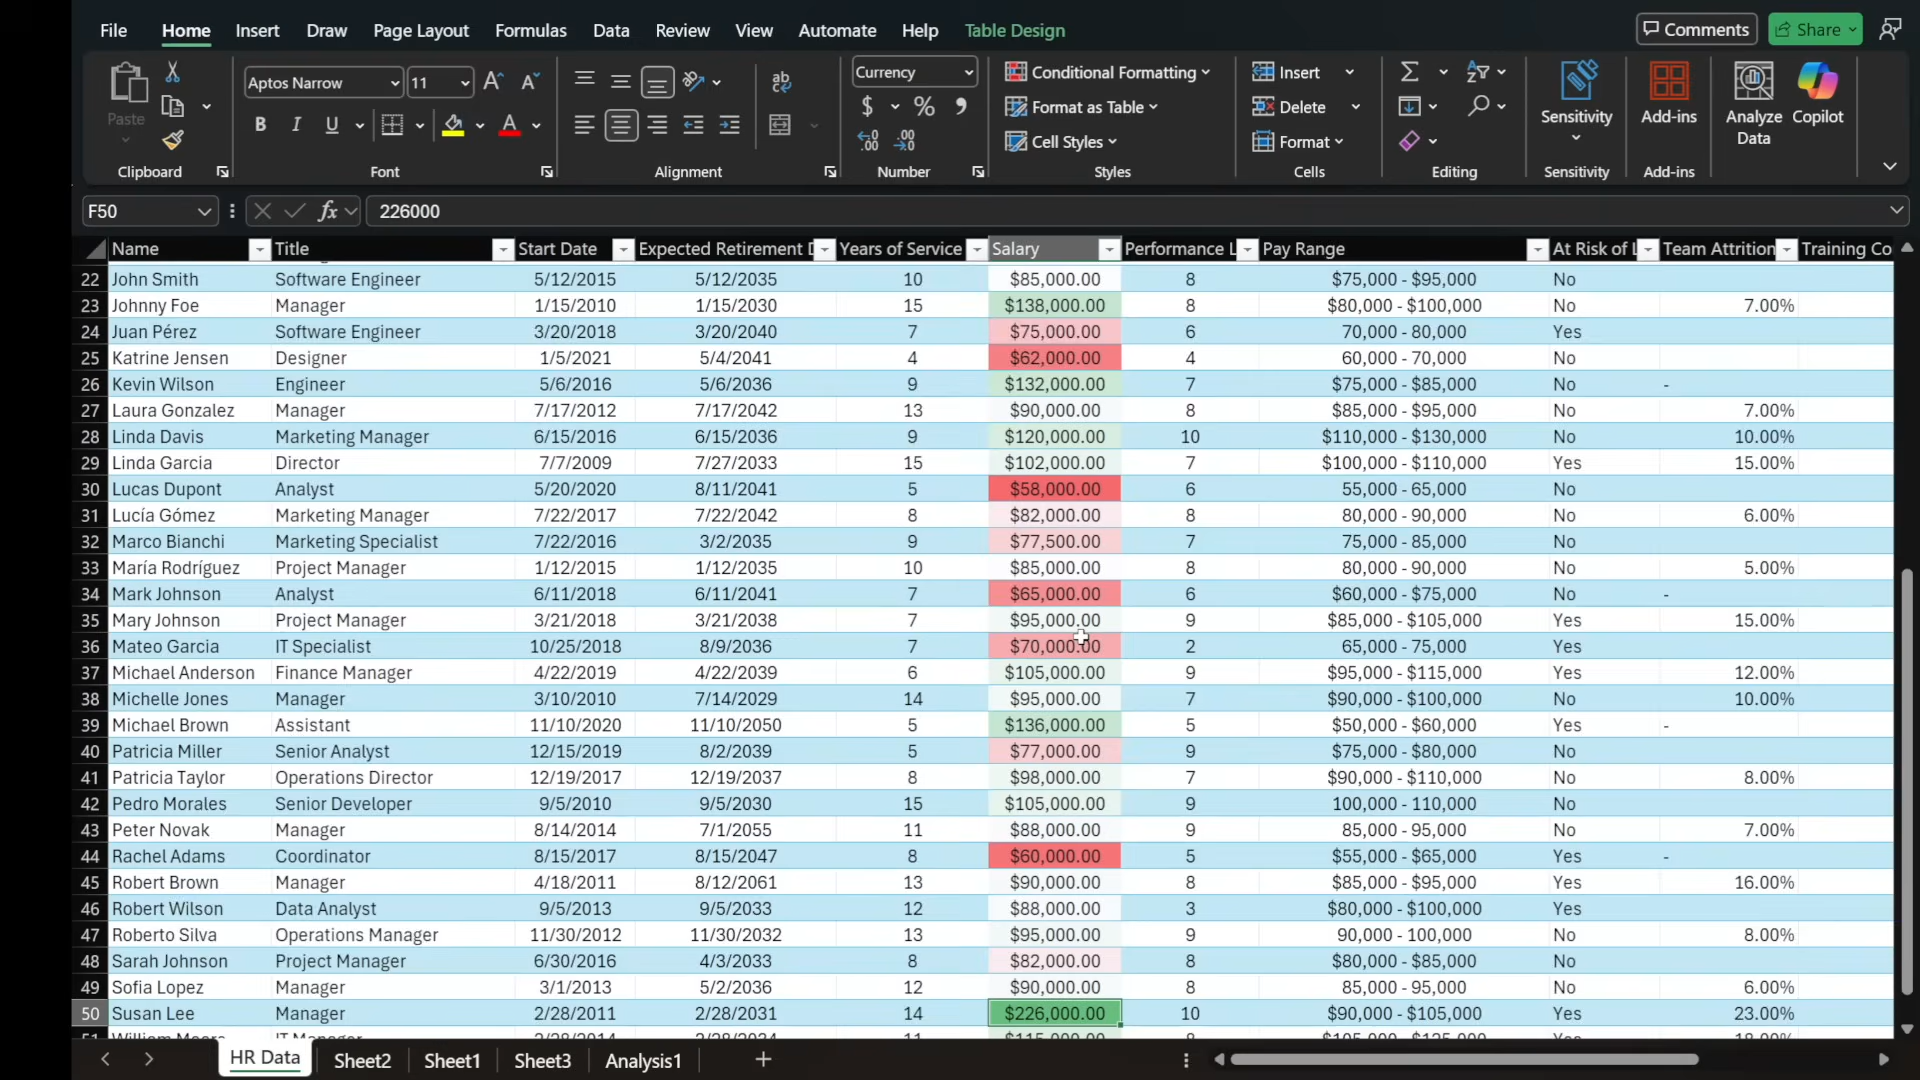 File Home Insert Draw Page Layout Formulas Data Review View Automate Help Table Design Comments Share
Paste
Clipboard
Aptos Narrow 11
B I U
Font
ab
Alignment
Currency
$ % 9
Number
Conditional Formatting
Format as Table
Cell Styles
Styles
Insert
Delete
Format
Cells
Editing
Sensitivity
Sensitivity
Add-ins
Add-ins
Analyze Data
Copilot
F50 fx 226000
Name Title Start Date Expected Retirement D Years of Service Salary Performance L Pay Range At Risk of L Team Attrition Training Co
22 John Smith Software Engineer 5/12/2015 5/12/2035 10 $85,000.00 8 $75,000 - $95,000 No
23 Johnny Foe Manager 1/15/2010 1/15/2030 15 $138,000.00 8 $80,000 - $100,000 No 7.00%
24 Juan Pérez Software Engineer 3/20/2018 3/20/2040 7 $75,000.00 6 70,000 - 80,000 Yes
25 Katrine Jensen Designer 1/5/2021 5/4/2041 4 $62,000.00 4 60,000 - 70,000 No
26 Kevin Wilson Engineer 5/6/2016 5/6/2036 9 $132,000.00 7 $75,000 - $85,000 No -
27 Laura Gonzalez Manager 7/17/2012 7/17/2042 13 $90,000.00 8 $85,000 - $95,000 No 7.00%
28 Linda Davis Marketing Manager 6/15/2016 6/15/2036 9 $120,000.00 10 $110,000 - $130,000 No 10.00%
29 Linda Garcia Director 7/7/2009 7/27/2033 15 $102,000.00 7 $100,000 - $110,000 Yes 15.00%
30 Lucas Dupont Analyst 5/20/2020 8/11/2041 5 $58,000.00 6 55,000 - 65,000 No
31 Lucía Gómez Marketing Manager 7/22/2017 7/22/2042 8 $82,000.00 8 80,000 - 90,000 No 6.00%
32 Marco Bianchi Marketing Specialist 7/22/2016 3/2/2035 9 $77,500.00 7 75,000 - 85,000 No
33 María Rodríguez Project Manager 1/12/2015 1/12/2035 10 $85,000.00 8 80,000 - 90,000 No 5.00%
34 Mark Johnson Analyst 6/11/2018 6/11/2041 7 $65,000.00 6 $60,000 - $75,000 No -
35 Mary Johnson Project Manager 3/21/2018 3/21/2038 7 $95,000.00 9 $85,000 - $105,000 Yes 15.00%
36 Mateo Garcia IT Specialist 10/25/2018 8/9/2036 7 $70,000.00 2 65,000 - 75,000 Yes
37 Michael Anderson Finance Manager 4/22/2019 4/22/2039 6 $105,000.00 9 $95,000 - $115,000 Yes 12.00%
38 Michelle Jones Manager 3/10/2010 7/14/2029 14 $95,000.00 7 $90,000 - $100,000 No 10.00%
39 Michael Brown Assistant 11/10/2020 11/10/2050 5 $136,000.00 5 $50,000 - $60,000 Yes -
40 Patricia Miller Senior Analyst 12/15/2019 8/2/2039 5 $77,000.00 9 $75,000 - $80,000 No
41 Patricia Taylor Operations Director 12/19/2017 12/19/2037 8 $98,000.00 7 $90,000 - $110,000 No 8.00%
42 Pedro Morales Senior Developer 9/5/2010 9/5/2030 15 $105,000.00 9 100,000 - 110,000 No
43 Peter Novak Manager 8/14/2014 7/1/2055 11 $88,000.00 9 85,000 - 95,000 No 7.00%
44 Rachel Adams Coordinator 8/15/2017 8/15/2047 8 $60,000.00 5 $55,000 - $65,000 Yes -
45 Robert Brown Manager 4/18/2011 8/12/2061 13 $90,000.00 8 $85,000 - $95,000 Yes 16.00%
46 Robert Wilson Data Analyst 9/5/2013 9/5/2033 12 $88,000.00 3 $80,000 - $100,000 Yes
47 Roberto Silva Operations Manager 11/30/2012 11/30/2032 13 $95,000.00 9 90,000 - 100,000 No 8.00%
48 Sarah Johnson Project Manager 6/30/2016 4/3/2033 8 $82,000.00 8 $80,000 - $85,000 No
49 Sofia Lopez Manager 3/1/2013 5/2/2036 12 $90,000.00 8 85,000 - 95,000 No 6.00%
50 Susan Lee Manager 2/28/2011 2/28/2031 14 $226,000.00 10 $90,000 - $105,000 Yes 23.00%
HR Data Sheet2 Sheet1 Sheet3 Analysis1